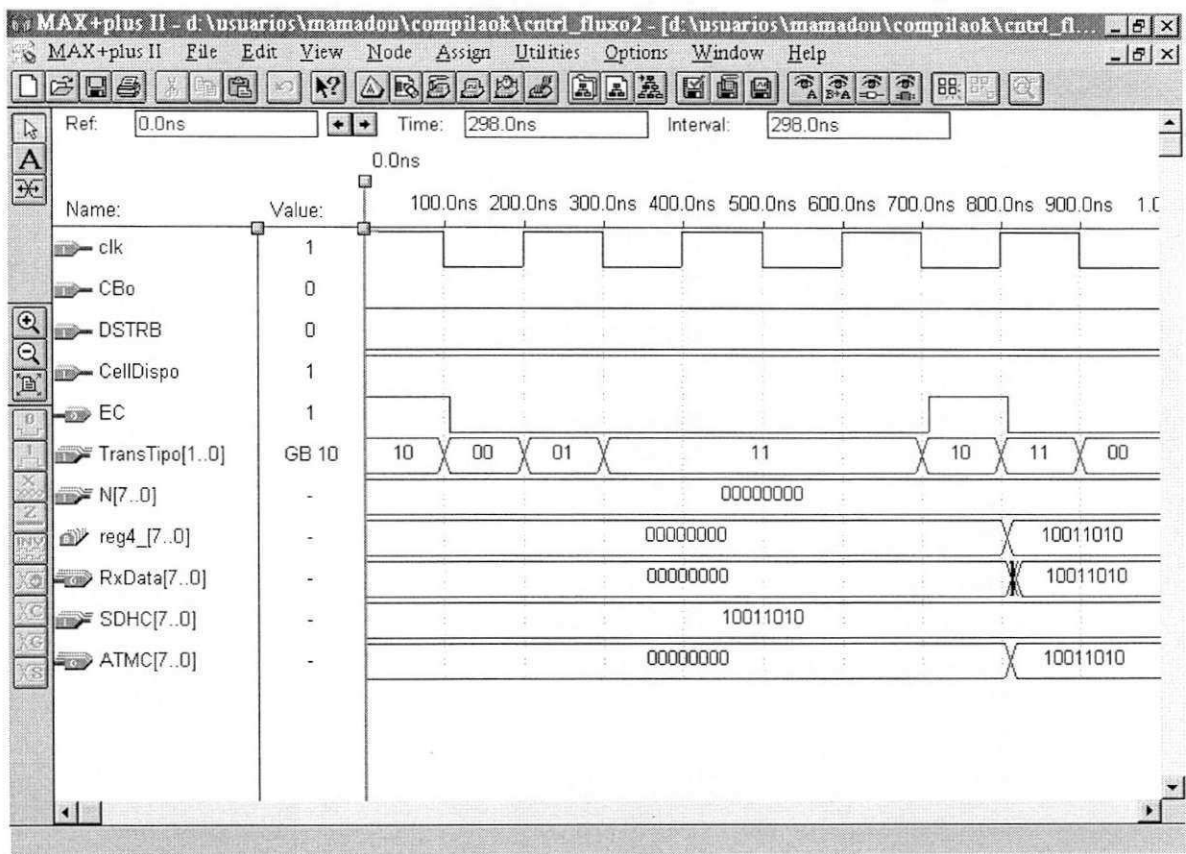 MAX+plus II - d:\usuarios\mamadou\compilaok\cntrl_fluxo2 - [d:\usuarios\mamadou\compilaok\cntrl_fl...
MAX+plus II File Edit View Node Assign Utilities Options Window Help
Ref: 0.0ns Time: 298.0ns Interval: 298.0ns
0.0ns
Name: Value: 100.0ns 200.0ns 300.0ns 400.0ns 500.0ns 600.0ns 700.0ns 800.0ns 900.0ns 1.0
clk 1
CBo 0
DSTRB 0
CellDispo 1
EC 1
TransTipo[1..0] GB 10 10 00 01 11 10 11 00
N[7..0] - 00000000
reg4_[7..0] - 00000000 10011010
RxData[7..0] - 00000000 10011010
SDHC[7..0] - 10011010
ATMC[7..0] - 00000000 10011010